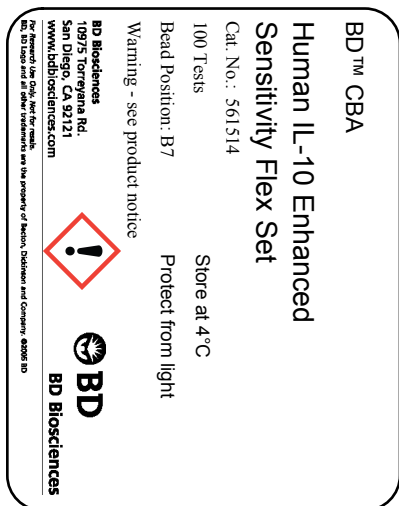 BD™ CBA
Human IL-10 Enhanced
Sensitivity Flex Set
Cat. No.: 561514
100 Tests
Store at 4°C
Bead Position: B7
Protect from light
Warning - see product notice
BD Biosciences
10975 Torreyana Rd.
San Diego, CA 92121
www.bdbiosciences.com
BD
BD Biosciences
For Research Use Only. Not for resale.
BD, BD Logo and all other trademarks are the property of Becton, Dickinson and Company. ©2005 BD